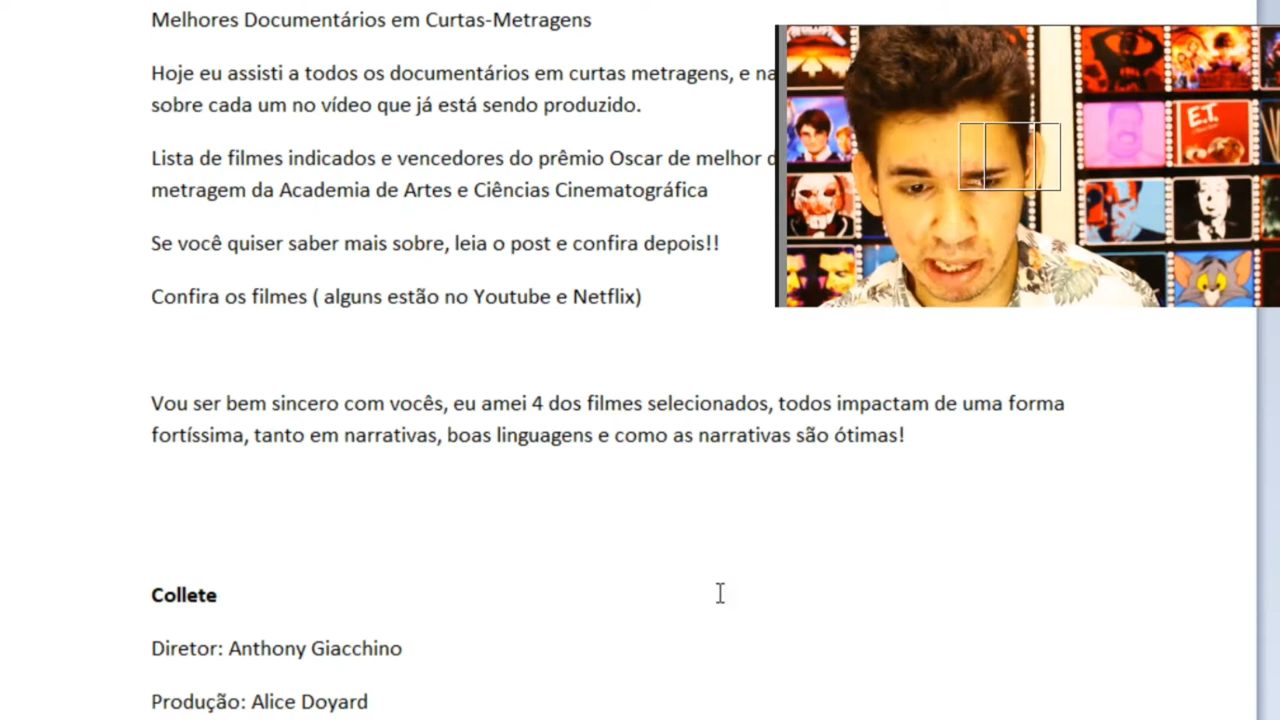 Melhores Documentários em Curtas-Metragens
Hoje eu assisti a todos os documentários em curtas metragens, e na
sobre cada um no vídeo que já está sendo produzido.
Lista de filmes indicados e vencedores do prêmio Oscar de melhor d
metragem da Academia de Artes e Ciências Cinematográfica
Se você quiser saber mais sobre, leia o post e confira depois!!
Confira os filmes ( alguns estão no Youtube e Netflix)
Vou ser bem sincero com vocês, eu amei 4 dos filmes selecionados, todos impactam de uma forma
fortíssima, tanto em narrativas, boas linguagens e como as narrativas são ótimas!
Collete
Diretor: Anthony Giacchino
Produção: Alice Doyard
E.T.